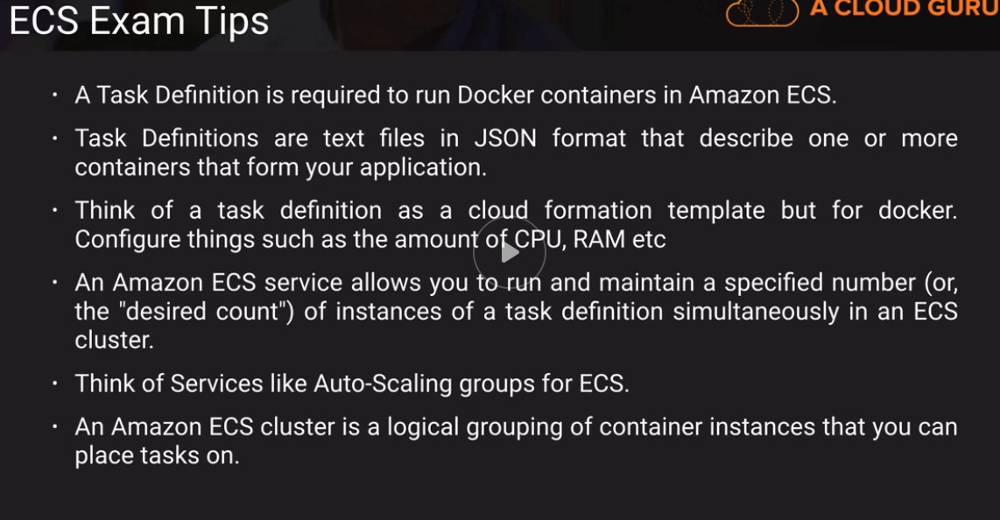 ECS Exam Tips
A CLOUD GURU
• A Task Definition is required to run Docker containers in Amazon ECS.
• Task Definitions are text files in JSON format that describe one or more
containers that form your application.
• Think of a task definition as a cloud formation template but for docker.
Configure things such as the amount of CPU, RAM etc
• An Amazon ECS service allows you to run and maintain a specified number (or,
the "desired count") of instances of a task definition simultaneously in an ECS
cluster.
• Think of Services like Auto-Scaling groups for ECS.
• An Amazon ECS cluster is a logical grouping of container instances that you can
place tasks on.